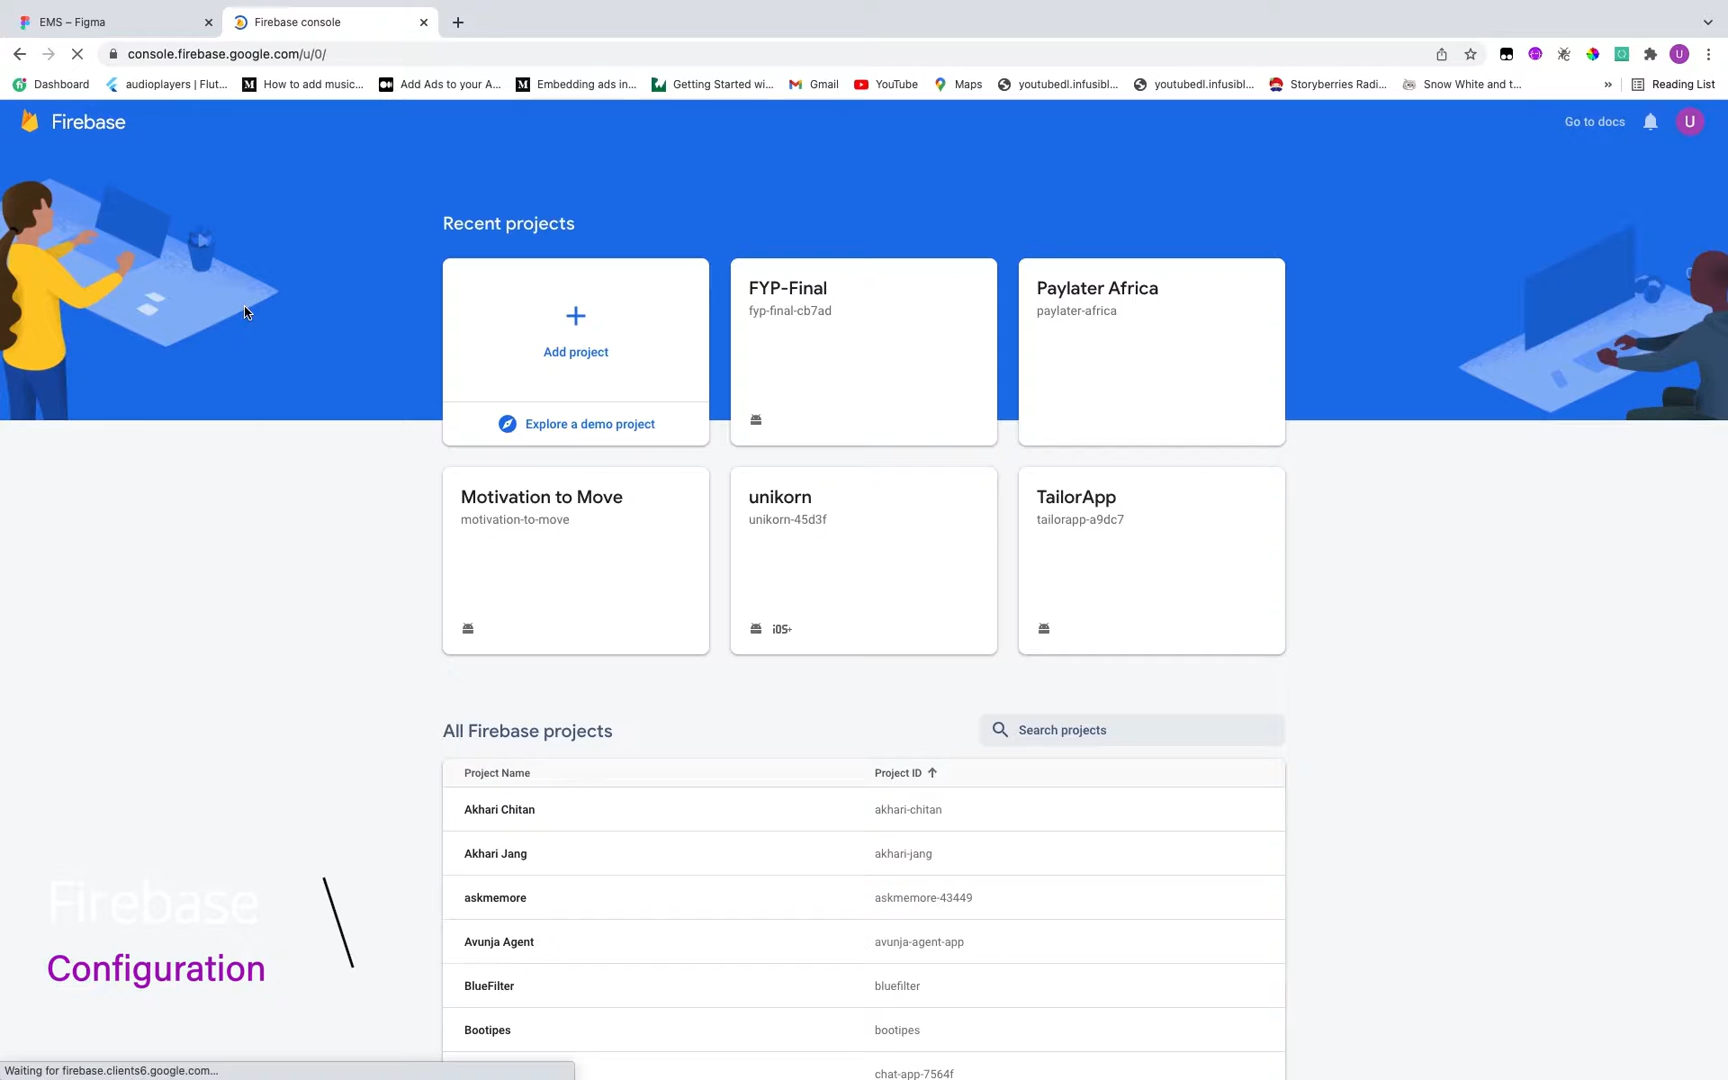 EMS – Figma
Firebase console
console.firebase.google.com/u/0/
U
Dashboard
audioplayers | Flut...
How to add music...
Add Ads to your A...
Embedding ads in...
Getting Started wi...
Gmail
YouTube
Maps
youtubedl.infusibl...
youtubedl.infusibl...
Storyberries Radi...
Snow White and t...
»
Reading List
Firebase
Go to docs
U
Recent projects
Add project
Explore a demo project
FYP-Final
fyp-final-cb7ad
Paylater Africa
paylater-africa
Motivation to Move
motivation-to-move
unikorn
unikorn-45d3f
iOS+
TailorApp
tailorapp-a9dc7
All Firebase projects
Search projects
Project Name Project ID
Akhari Chitan akhari-chitan
Akhari Jang akhari-jang
askmemore askmemore-43449
Avunja Agent avunja-agent-app
BlueFilter bluefilter
Bootipes bootipes
chat-app-7564f
Firebase
Configuration
Waiting for firebase.clients6.google.com...